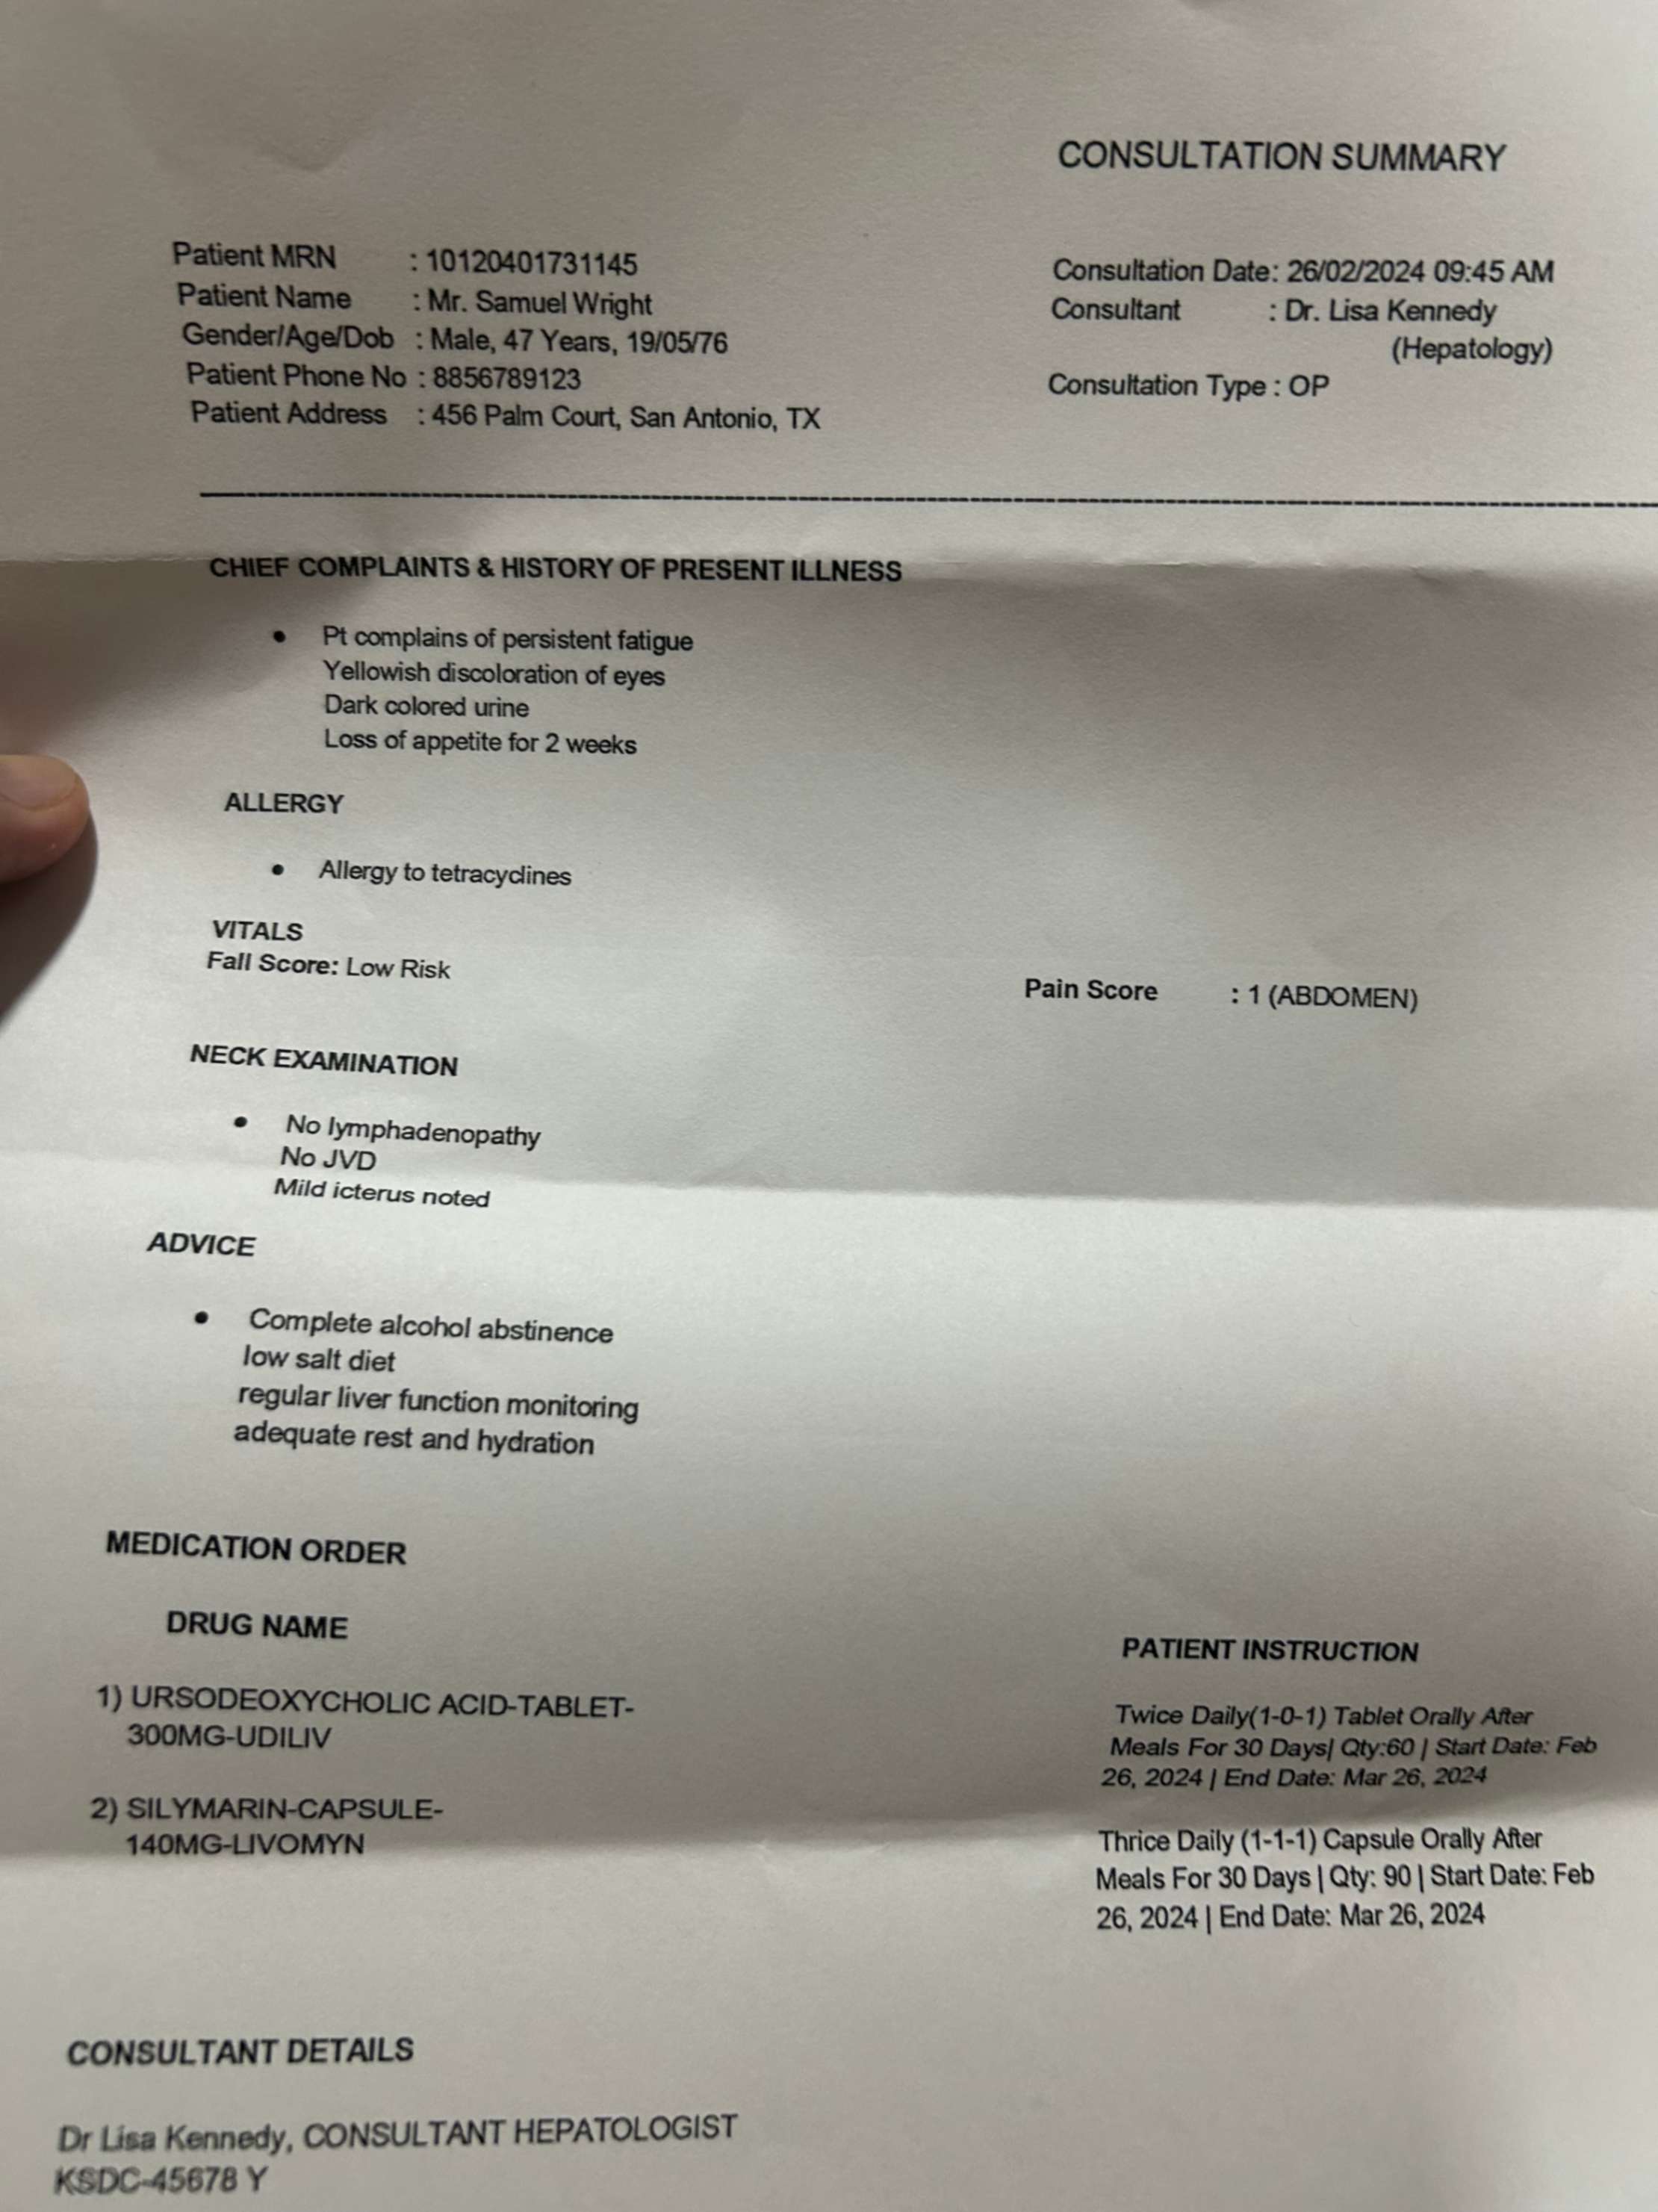 CONSULTATION SUMMARY
Patient MRN : 10120401731145
Patient Name : Mr. Samuel Wright
Gender/Age/Dob : Male, 47 Years, 19/05/76
Patient Phone No : 8856789123
Patient Address : 456 Palm Court, San Antonio, TX
Consultation Date: 26/02/2024 09:45 AM
Consultant : Dr. Lisa Kennedy
(Hepatology)
Consultation Type : OP
CHIEF COMPLAINTS & HISTORY OF PRESENT ILLNESS
• Pt complains of persistent fatigue
Yellowish discoloration of eyes
Dark colored urine
Loss of appetite for 2 weeks
ALLERGY
• Allergy to tetracyclines
VITALS
Fall Score: Low Risk
Pain Score : 1 (ABDOMEN)
NECK EXAMINATION
• No lymphadenopathy
No JVD
Mild icterus noted
ADVICE
• Complete alcohol abstinence
low salt diet
regular liver function monitoring
adequate rest and hydration
MEDICATION ORDER
DRUG NAME
PATIENT INSTRUCTION
1) URSODEOXYCHOLIC ACID-TABLET-
300MG-UDILIV
Twice Daily(1-0-1) Tablet Orally After
Meals For 30 Days| Qty:60 | Start Date: Feb
26, 2024 | End Date: Mar 26, 2024
2) SILYMARIN-CAPSULE-
140MG-LIVOMYN
Thrice Daily (1-1-1) Capsule Orally After
Meals For 30 Days | Qty: 90 | Start Date: Feb
26, 2024 | End Date: Mar 26, 2024
CONSULTANT DETAILS
Dr Lisa Kennedy, CONSULTANT HEPATOLOGIST
KSDC-45678 Y